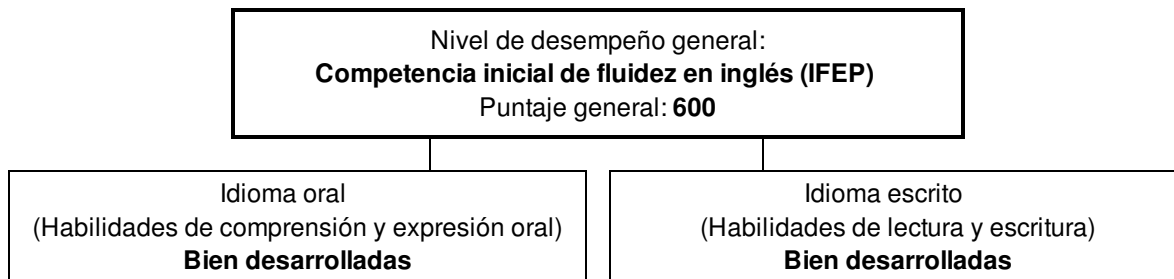 Nivel de desempeño general:
Competencia inicial de fluidez en inglés (IFEP)
Puntaje general: 600
Idioma oral
(Habilidades de comprensión y expresión oral)
Bien desarrolladas
Idioma escrito
(Habilidades de lectura y escritura)
Bien desarrolladas